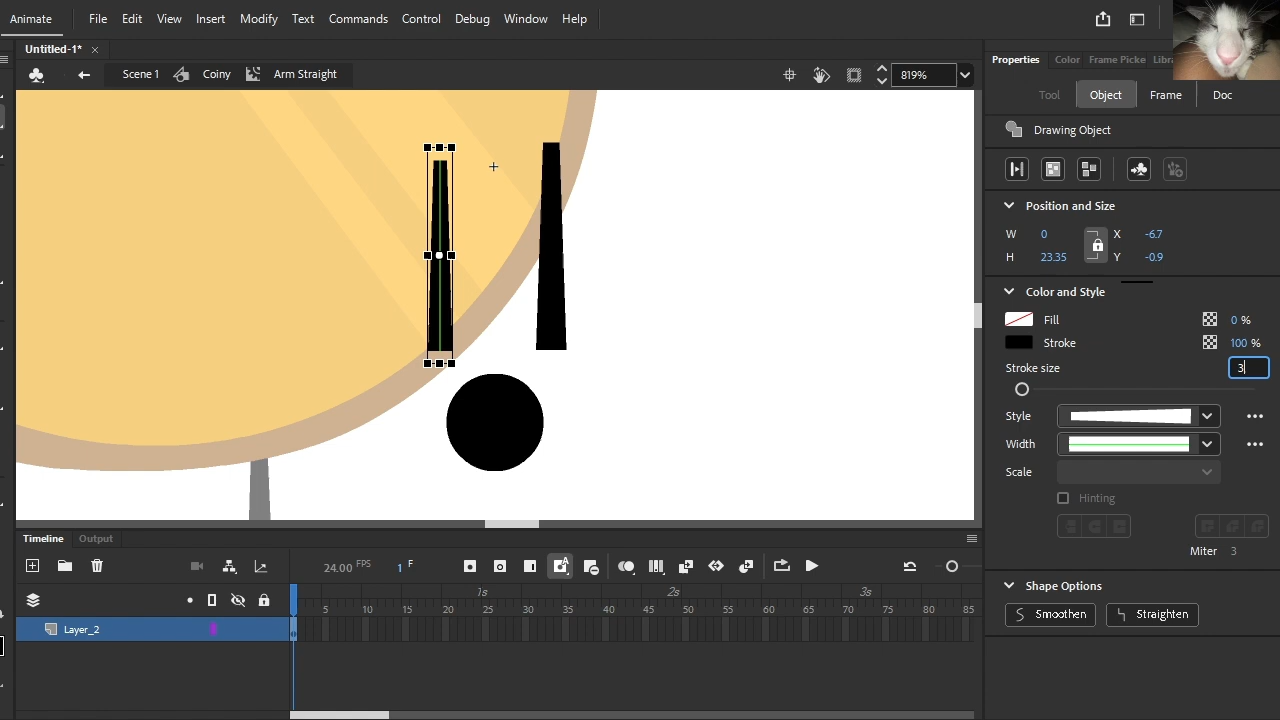 Animate File Edit View Insert Modify Text Commands Control Debug Window Help
Untitled-1*
Properties Color Frame Picke Libra
Scene 1 Coiny Arm Straight 819%
Tool Object Frame Doc
Drawing Object
Position and Size
W 0 X -6.7
H 23.35 Y -0.9
Color and Style
Fill 0 %
Stroke 100 %
Stroke size 3
Style
Width
Scale
Hinting
Miter 3
Shape Options
Smoothen Straighten
Timeline Output
24.00 FPS 1 F
1s 2s 3s
5 10 15 20 25 30 35 40 45 50 55 60 65 70 75 80 85
Layer_2